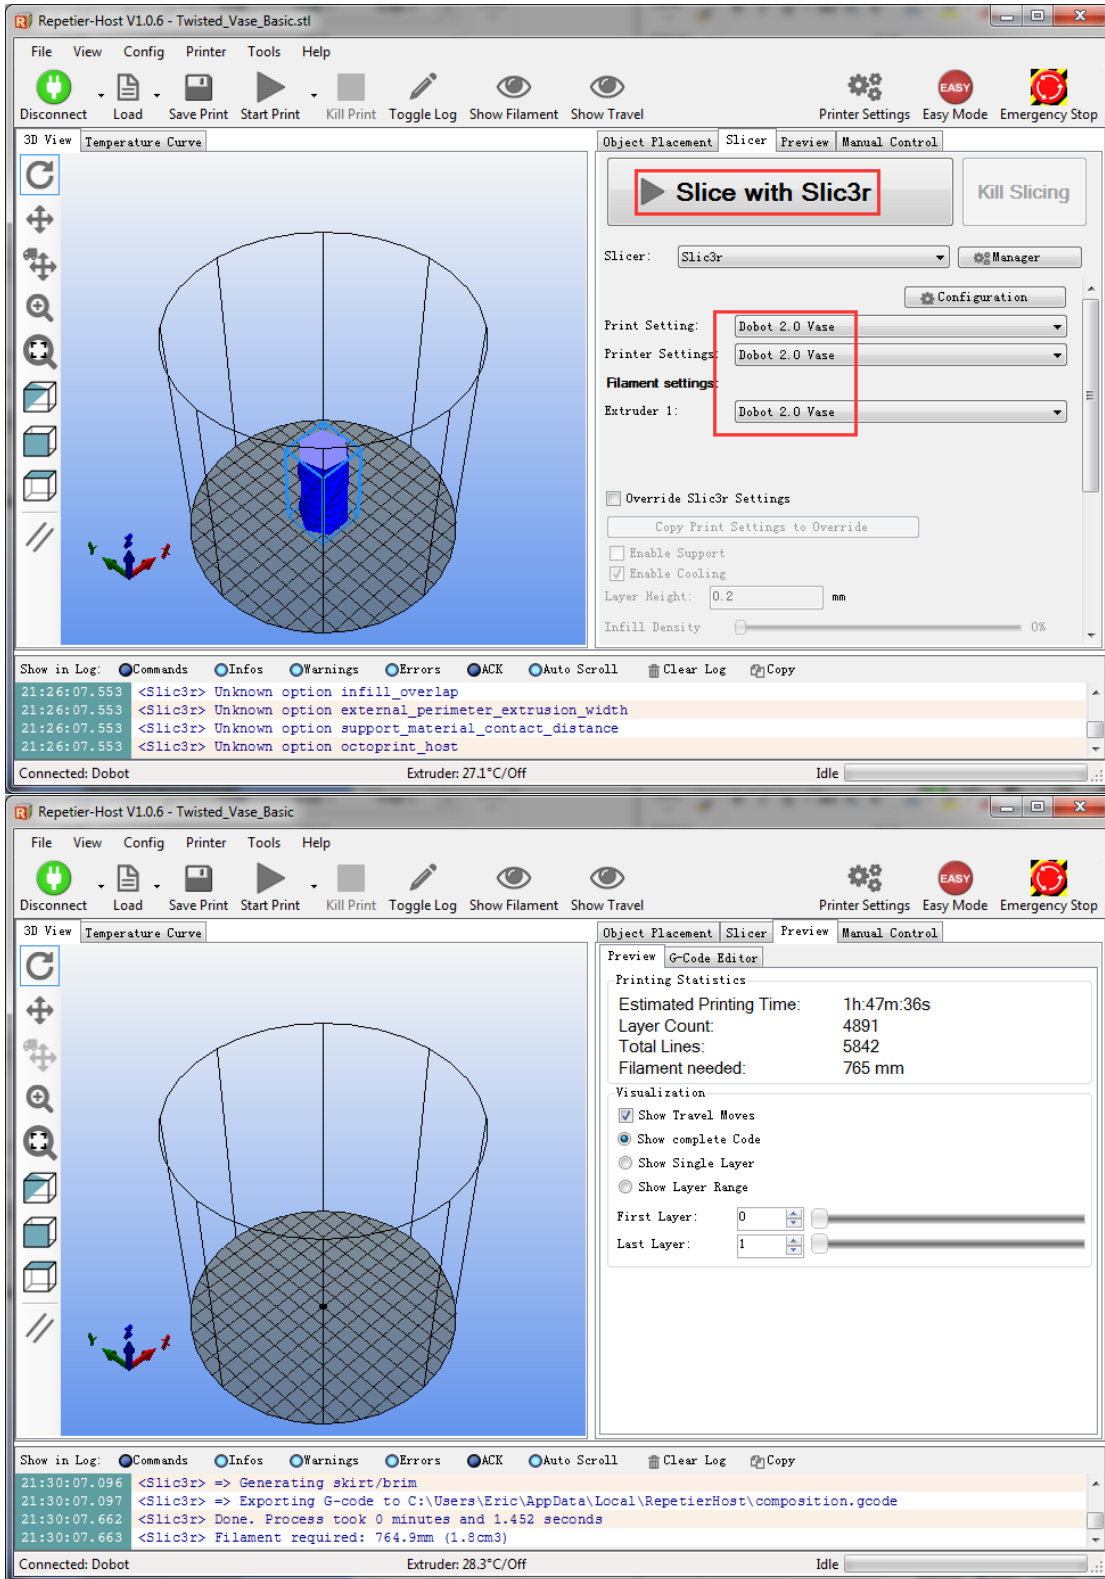 Repetier-Host V1.0.6 - Twisted_Vase_Basic.stl
File View Config Printer Tools Help
Disconnect Load Save Print Start Print Kill Print Toggle Log Show Filament Show Travel Printer Settings Easy Mode Emergency Stop
EASY
3D View Temperature Curve
Object Placement Slicer Preview Manual Control
Slice with Slic3r
Kill Slicing
Slicer: Slic3r Manager
Configuration
Print Setting: Dobot 2.0 Vase
Printer Settings: Dobot 2.0 Vase
Filament settings:
Extruder 1: Dobot 2.0 Vase
Override Slic3r Settings
Copy Print Settings to Override
Enable Support
Enable Cooling
Layer Height: 0.2 mm
Infill Density 0%
Show in Log: Commands Infos Warnings Errors ACK Auto Scroll Clear Log Copy
21:26:07.553 <Slic3r> Unknown option infill_overlap
21:26:07.553 <Slic3r> Unknown option external_perimeter_extrusion_width
21:26:07.553 <Slic3r> Unknown option support_material_contact_distance
21:26:07.553 <Slic3r> Unknown option octoprint_host
Connected: Dobot Extruder: 27.1°C/Off Idle
Repetier-Host V1.0.6 - Twisted_Vase_Basic
File View Config Printer Tools Help
Disconnect Load Save Print Start Print Kill Print Toggle Log Show Filament Show Travel Printer Settings Easy Mode Emergency Stop
EASY
3D View Temperature Curve
Object Placement Slicer Preview Manual Control
Preview G-Code Editor
Printing Statistics
Estimated Printing Time: 1h:47m:36s
Layer Count: 4891
Total Lines: 5842
Filament needed: 765 mm
Visualization
Show Travel Moves
Show complete Code
Show Single Layer
Show Layer Range
First Layer: 0
Last Layer: 1
Show in Log: Commands Infos Warnings Errors ACK Auto Scroll Clear Log Copy
21:30:07.096 <Slic3r> => Generating skirt/brim
21:30:07.097 <Slic3r> => Exporting G-code to C:\Users\Eric\AppData\Local\RepetierHost\composition.gcode
21:30:07.662 <Slic3r> Done. Process took 0 minutes and 1.452 seconds
21:30:07.663 <Slic3r> Filament required: 764.9mm (1.8cm3)
Connected: Dobot Extruder: 28.3°C/Off Idle